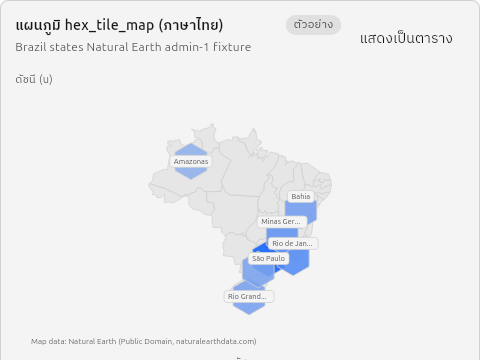 แผนภูมิ hex_tile_map (ภาษาไทย)
ตัวอย่าง
แสดงเป็นตาราง
Brazil states Natural Earth admin-1 fixture
ดัชนี (น)
Amazonas
Bahia
Minas Ger...
Rio de Jan...
São Paulo
Rio Grand...
Map data: Natural Earth (Public Domain, naturalearthdata.com)